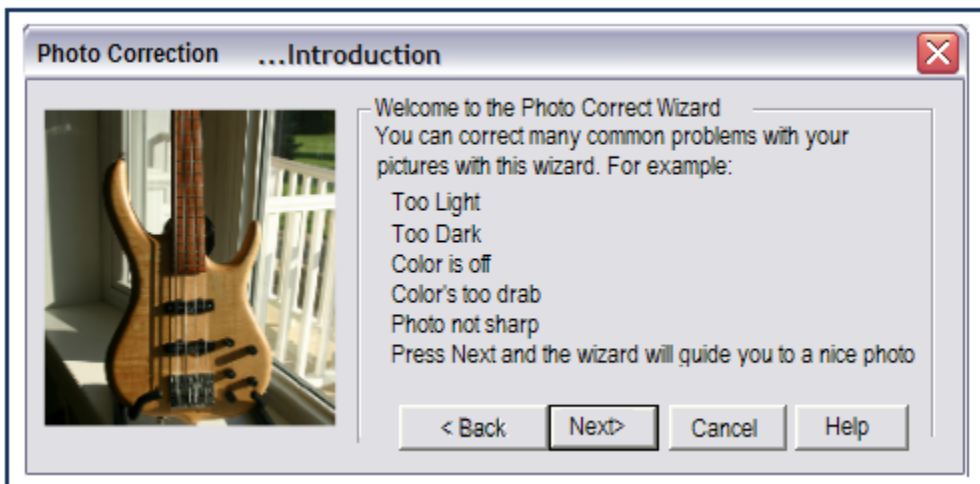 Photo Correction ...Introduction
Welcome to the Photo Correct Wizard
You can correct many common problems with your
pictures with this wizard. For example:
Too Light
Too Dark
Color is off
Color's too drab
Photo not sharp
Press Next and the wizard will guide you to a nice photo
< Back Next> Cancel Help